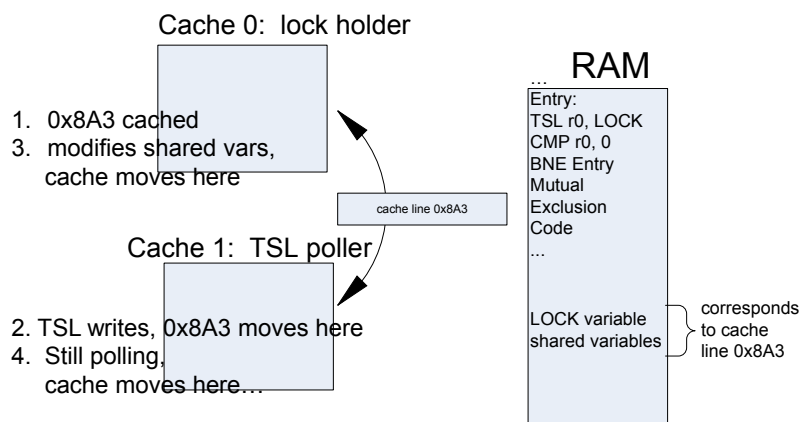 Cache 0: lock holder
1. 0x8A3 cached
3. modifies shared vars,
cache moves here
cache line 0x8A3
Cache 1: TSL poller
2. TSL writes, 0x8A3 moves here
4. Still polling,
cache moves here…
RAM
...
Entry:
TSL r0, LOCK
CMP r0, 0
BNE Entry
Mutual
Exclusion
Code
...
LOCK variable
shared variables
corresponds
to cache
line 0x8A3